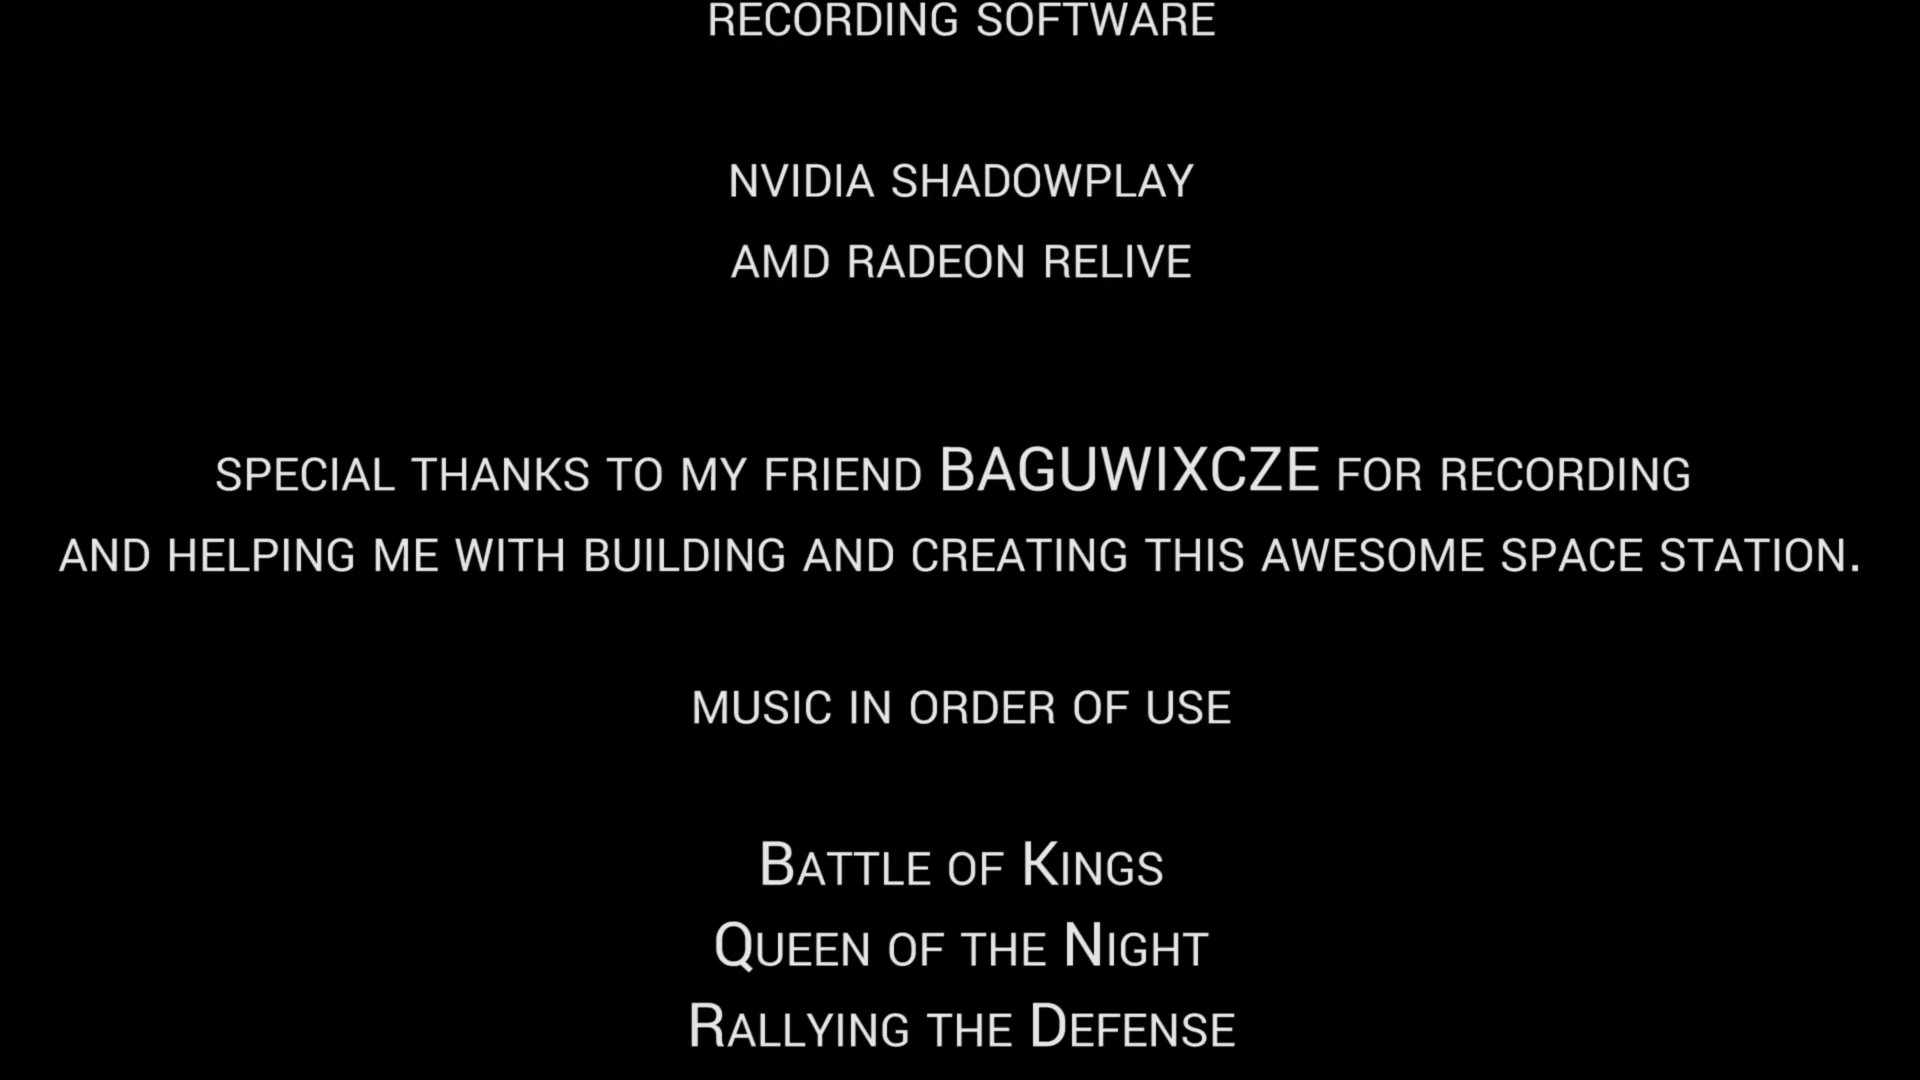 RECORDING SOFTWARE
NVIDIA SHADOWPLAY
AMD RADEON RELIVE
SPECIAL THANKS TO MY FRIEND BAGUWIXCZE FOR RECORDING
AND HELPING ME WITH BUILDING AND CREATING THIS AWESOME SPACE STATION.
MUSIC IN ORDER OF USE
Battle of Kings
Queen of the Night
Rallying the Defense